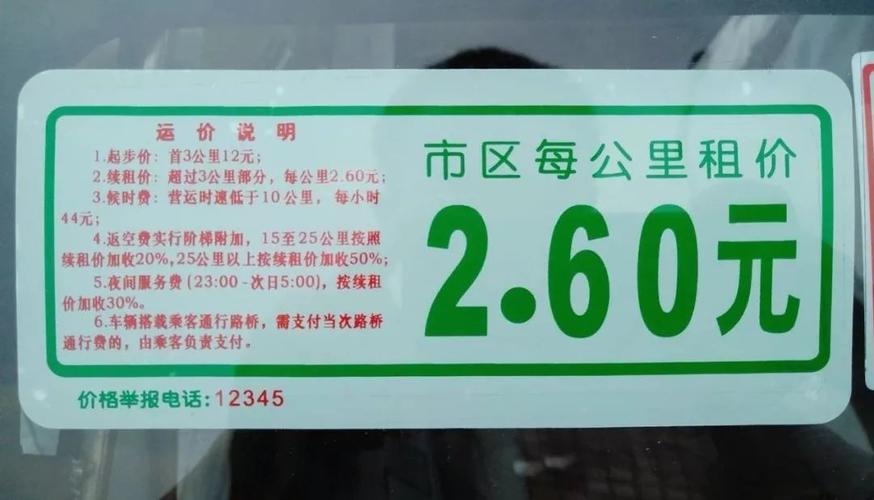 运价说明
1.起步价：首3公里12元；
2.续租价：超过3公里部分，每公里2.60元；
3.候时费：营运时速低于10公里，每小时
44元；
4.返空费实行阶梯附加，15至25公里按照
续租价加收20%,25公里以上按续租价加收50%；
5.夜间服务费(23:00-次日5:00)，按续租
价加收30%。
6.车辆搭载乘客通行路桥，需支付当次路桥
通行费的，由乘客负责支付。
市区每公里租价
2.60元
价格举报电话:12345